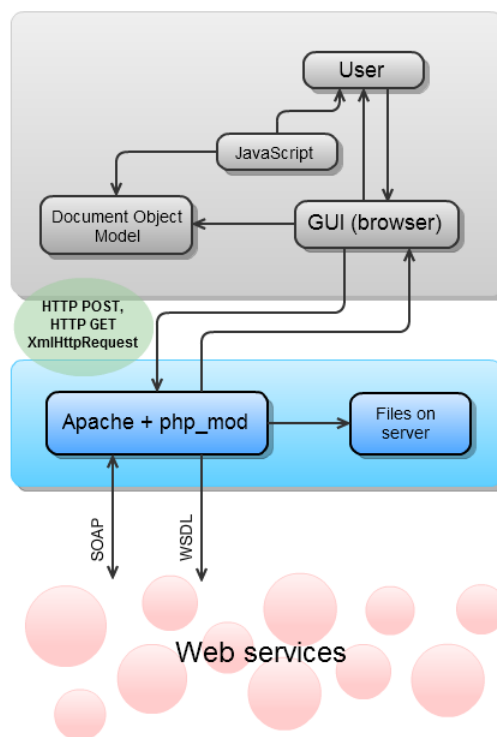 User
JavaScript
Document Object
Model
GUI (browser)
HTTP POST,
HTTP GET
XmlHttpRequest
Apache + php_mod
Files on
server
SOAP
WSDL
Web services